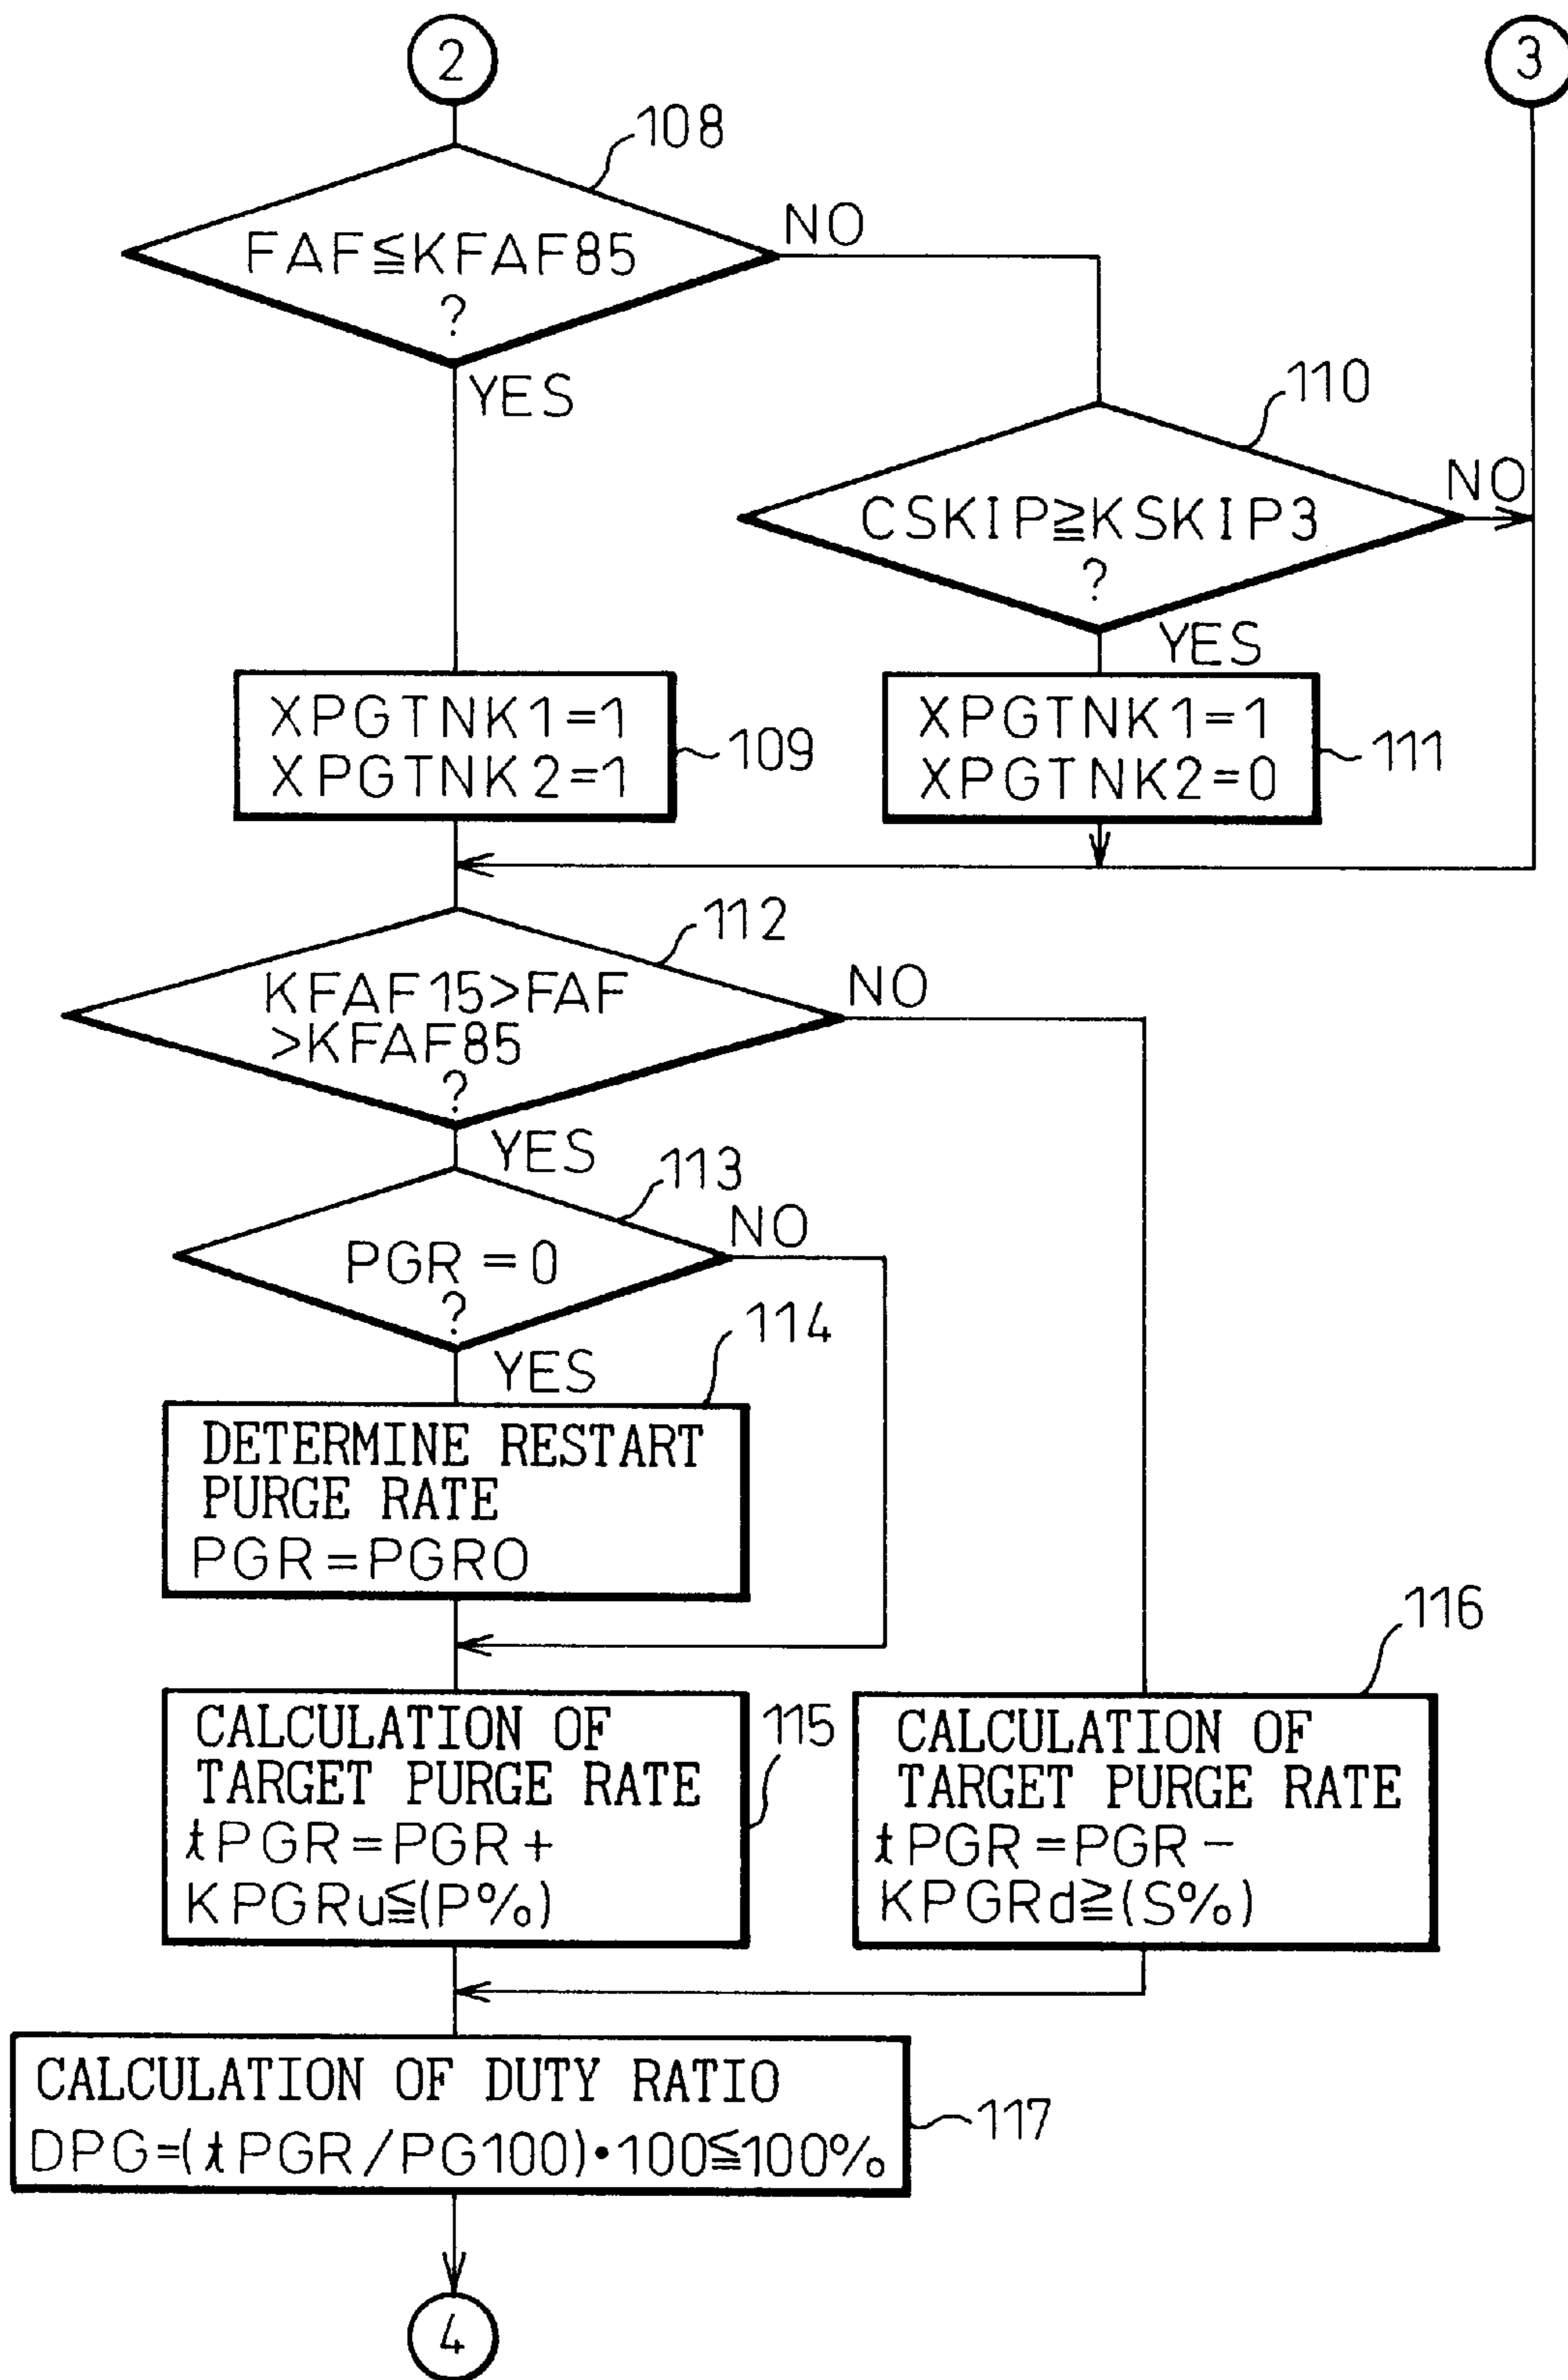 2
3
108
FAF≦KFAF85
?
NO
YES
110
CSKIP≧KSKIP3
?
NO
YES
XPGTNK1=1
XPGTNK2=1
109
XPGTNK1=1
XPGTNK2=0
111
112
KFAF15>FAF
>KFAF85
?
NO
YES
113
PGR=0
?
NO
YES
114
DETERMINE RESTART
PURGE RATE
PGR=PGR0
115
CALCULATION OF
TARGET PURGE RATE
tPGR=PGR+
KPGRu≦(P%)
116
CALCULATION OF
TARGET PURGE RATE
tPGR=PGR-
KPGRd≧(S%)
CALCULATION OF DUTY RATIO
DPG=(tPGR/PG100)•100≦100%
117
4